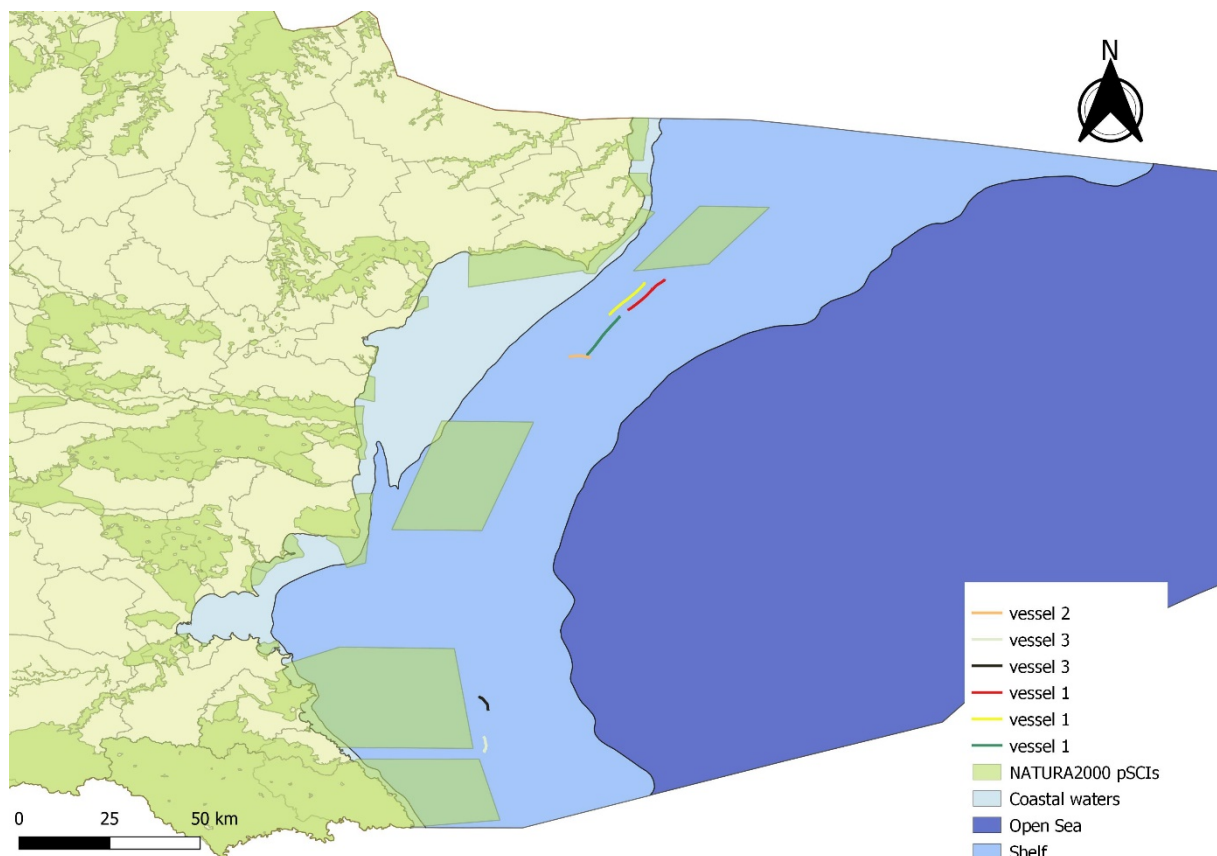 N
vessel 2
vessel 3
vessel 3
vessel 1
vessel 1
vessel 1
NATURA2000 pSCIs
Coastal waters
Open Sea
Shelf
0 25 50 km